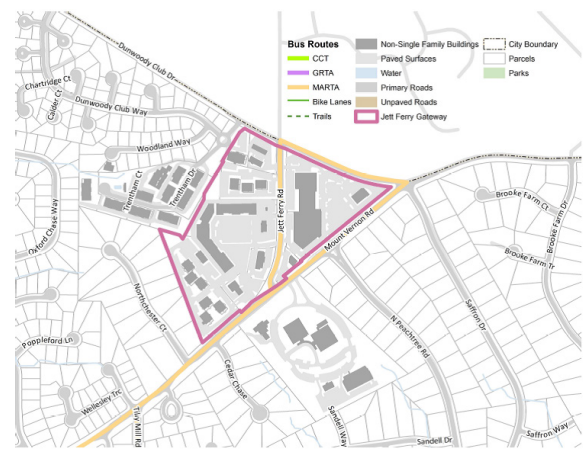 Bus Routes
CCT
GRTA
MARTA
Bike Lanes
Trails
Non-Single Family Buildings
Paved Surfaces
Water
Primary Roads
Unpaved Roads
Jett Ferry Gateway
City Boundary
Parcels
Parks
Dunwoody Club Dr
Chartridge Ct
Calder Ct
Dunwoody Club Way
Woodland Way
Trentham Ct
Trentham Dr
Oxford Chase Way
Jett Ferry Rd
Mount Vernon Rd
Brooke Farm Ct
Brooke Farm Dr
Brooke Farm Tr
Northchester Ct
Poppleford Ln
N Peachtree Rd
Saffron Dr
Cedar Chase
Wellesley Trc
Tilly Mill Rd
Sandell Way
Sandell Dr
Saffron Way